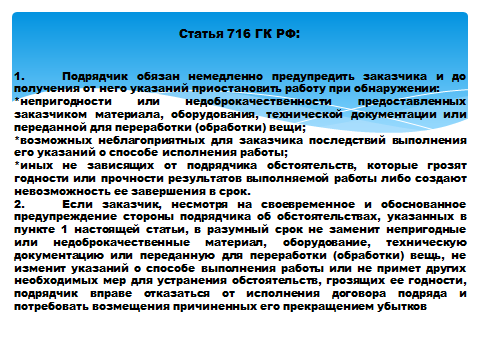 Статья 716 ГК РФ:
1. Подрядчик обязан немедленно предупредить заказчика и до
получения от него указаний приостановить работу при обнаружении:
*непригодности или недоброкачественности предоставленных
заказчиком материала, оборудования, технической документации или
переданной для переработки (обработки) вещи;
*возможных неблагоприятных для заказчика последствий выполнения
его указаний о способе исполнения работы;
*иных не зависящих от подрядчика обстоятельств, которые грозят
годности или прочности результатов выполняемой работы либо создают
невозможность ее завершения в срок.
2. Если заказчик, несмотря на своевременное и обоснованное
предупреждение стороны подрядчика об обстоятельствах, указанных в
пункте 1 настоящей статьи, в разумный срок не заменит непригодные
или недоброкачественные материал, оборудование, техническую
документацию или переданную для переработки (обработки) вещь, не
изменит указаний о способе выполнения работы или не примет других
необходимых мер для устранения обстоятельств, грозящих ее годности,
подрядчик вправе отказаться от исполнения договора подряда и
потребовать возмещения причиненных его прекращением убытков